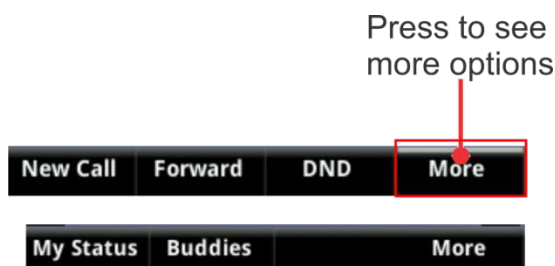 Press to see
more options
New Call Forward DND More
My Status Buddies More